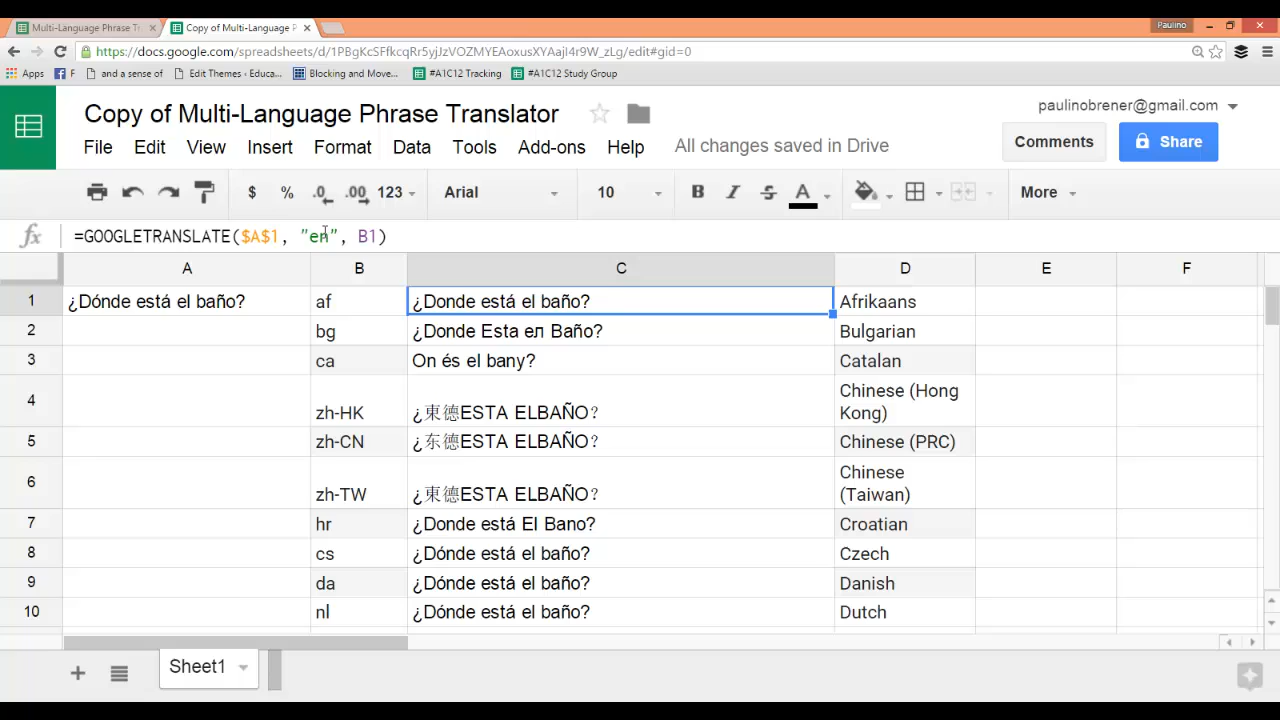 Multi-Language Phrase T
Copy of Multi-Language P
Paulino
https://docs.google.com/spreadsheets/d/1PBgKcSFfkcqRr5yjJzVOZMYEAoxusXYAajI4r9W_zLg/edit#gid=0
Apps F and a sense of Edit Themes - Educa... Blocking and Move... #A1C12 Tracking #A1C12 Study Group
Copy of Multi-Language Phrase Translator
paulinobrener@gmail.com
File Edit View Insert Format Data Tools Add-ons Help All changes saved in Drive
Comments Share
$ % .0 .00 123 Arial 10 B I S A More
fx =GOOGLETRANSLATE($A$1, "en", B1)
A B C D E F
1 ¿Dónde está el baño? af ¿Donde está el baño? Afrikaans
2 bg ¿Donde Esta ел Baño? Bulgarian
3 ca On és el bany? Catalan
Chinese (Hong
4 zh-HK ¿東德ESTA ELBAÑO? Kong)
5 zh-CN ¿东德ESTA ELBAÑO? Chinese (PRC)
Chinese
6 zh-TW ¿東德ESTA ELBAÑO? (Taiwan)
7 hr ¿Donde está El Bano? Croatian
8 cs ¿Dónde está el baño? Czech
9 da ¿Dónde está el baño? Danish
10 nl ¿Dónde está el baño? Dutch
Sheet1